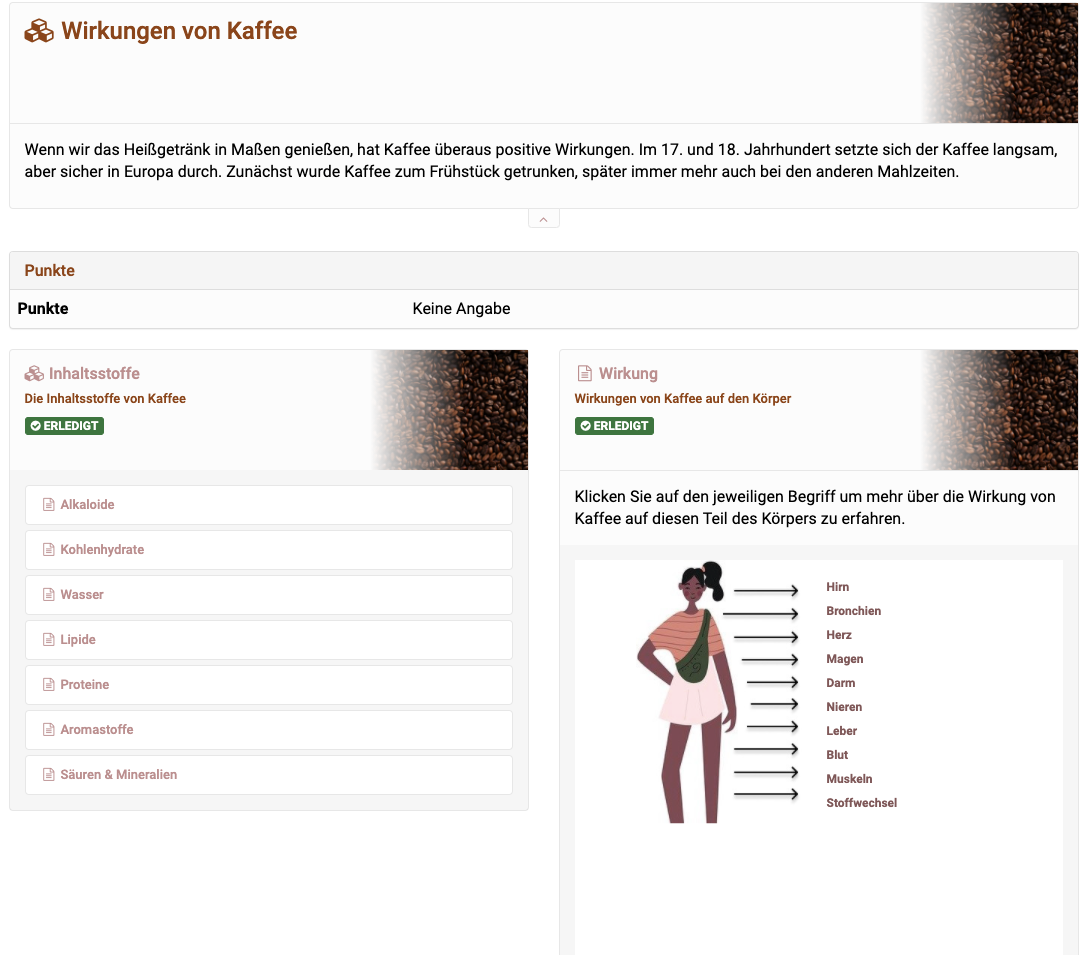 Wirkungen von Kaffee
Wenn wir das Heißgetränk in Maßen genießen, hat Kaffee überaus positive Wirkungen. Im 17. und 18. Jahrhundert setzte sich der Kaffee langsam,
aber sicher in Europa durch. Zunächst wurde Kaffee zum Frühstück getrunken, später immer mehr auch bei den anderen Mahlzeiten.
Punkte
Punkte Keine Angabe
Inhaltsstoffe
Die Inhaltsstoffe von Kaffee
ERLEDIGT
Alkaloide
Kohlenhydrate
Wasser
Lipide
Proteine
Aromastoffe
Säuren & Mineralien
Wirkung
Wirkungen von Kaffee auf den Körper
ERLEDIGT
Klicken Sie auf den jeweiligen Begriff um mehr über die Wirkung von
Kaffee auf diesen Teil des Körpers zu erfahren.
Hirn
Bronchien
Herz
Magen
Darm
Nieren
Leber
Blut
Muskeln
Stoffwechsel